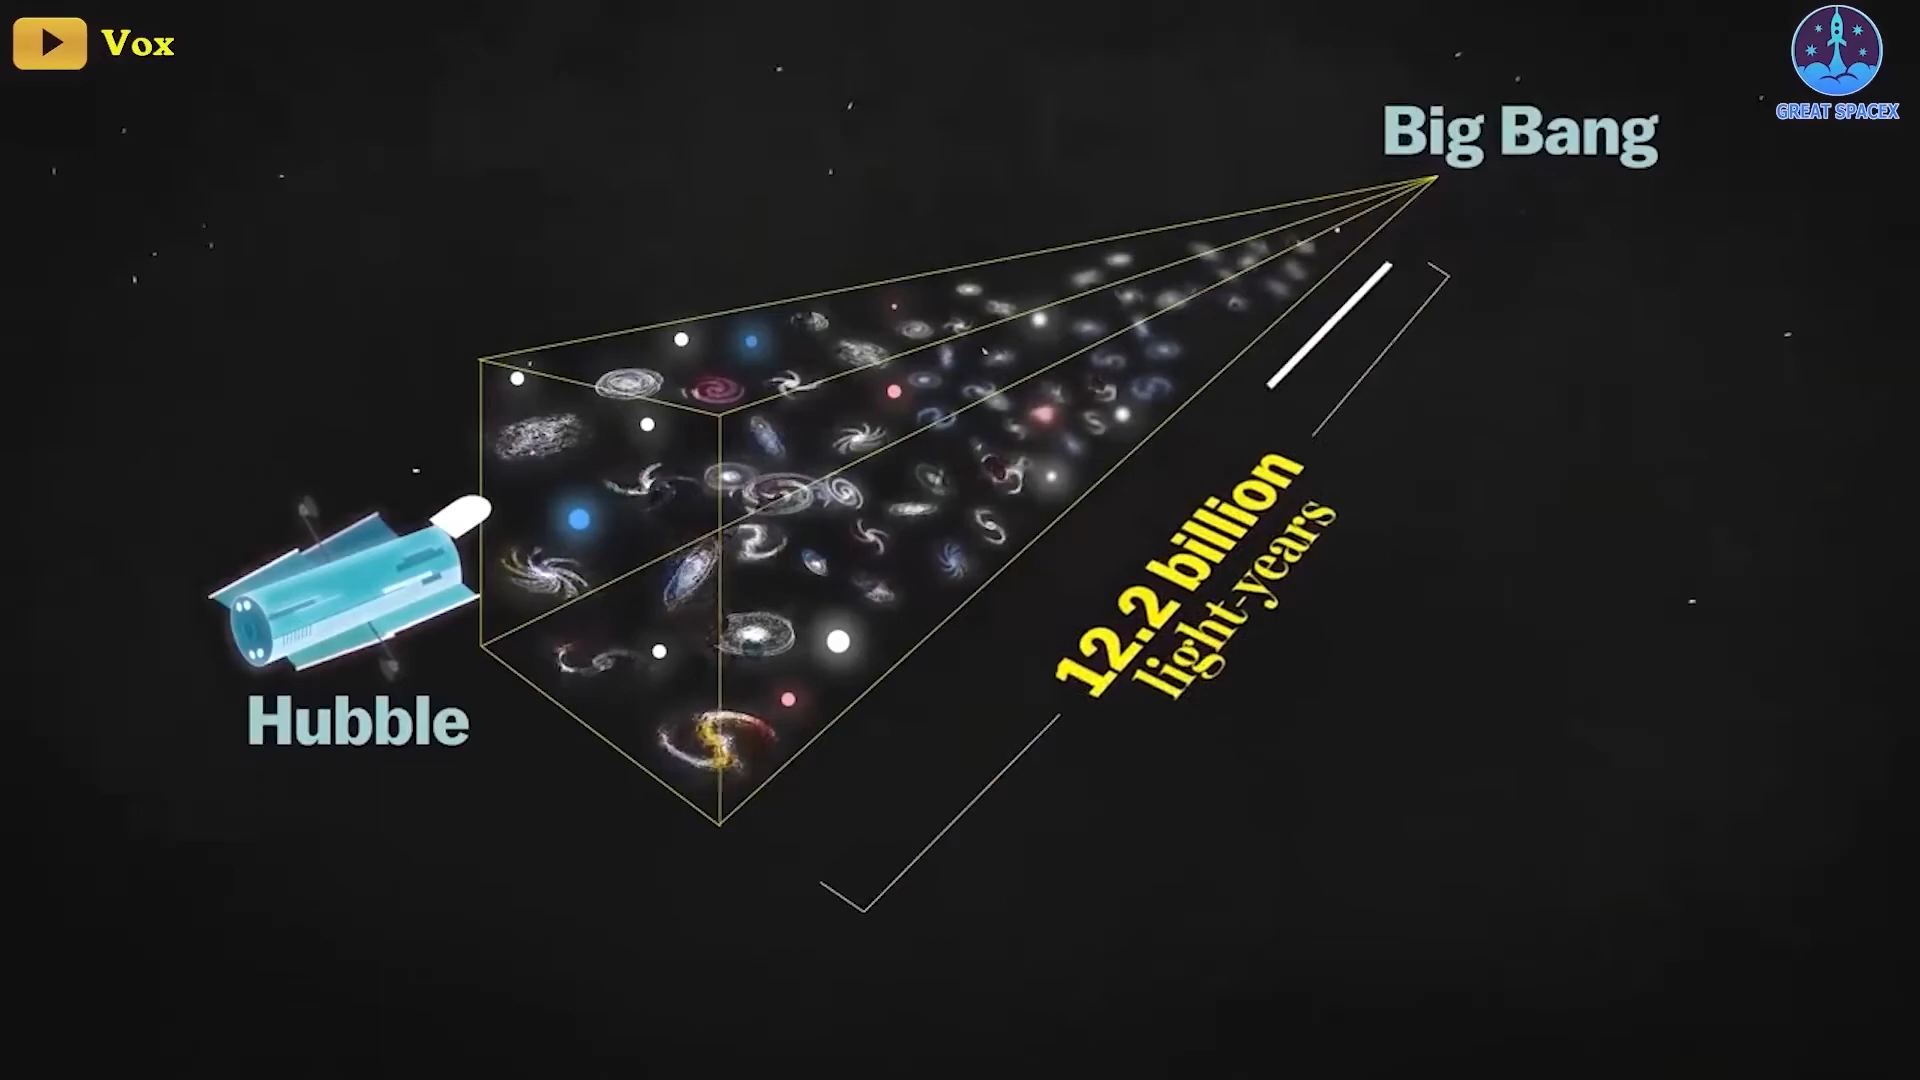 Vox
GREAT SPACEX
Big Bang
12.2 billion
light-years
Hubble